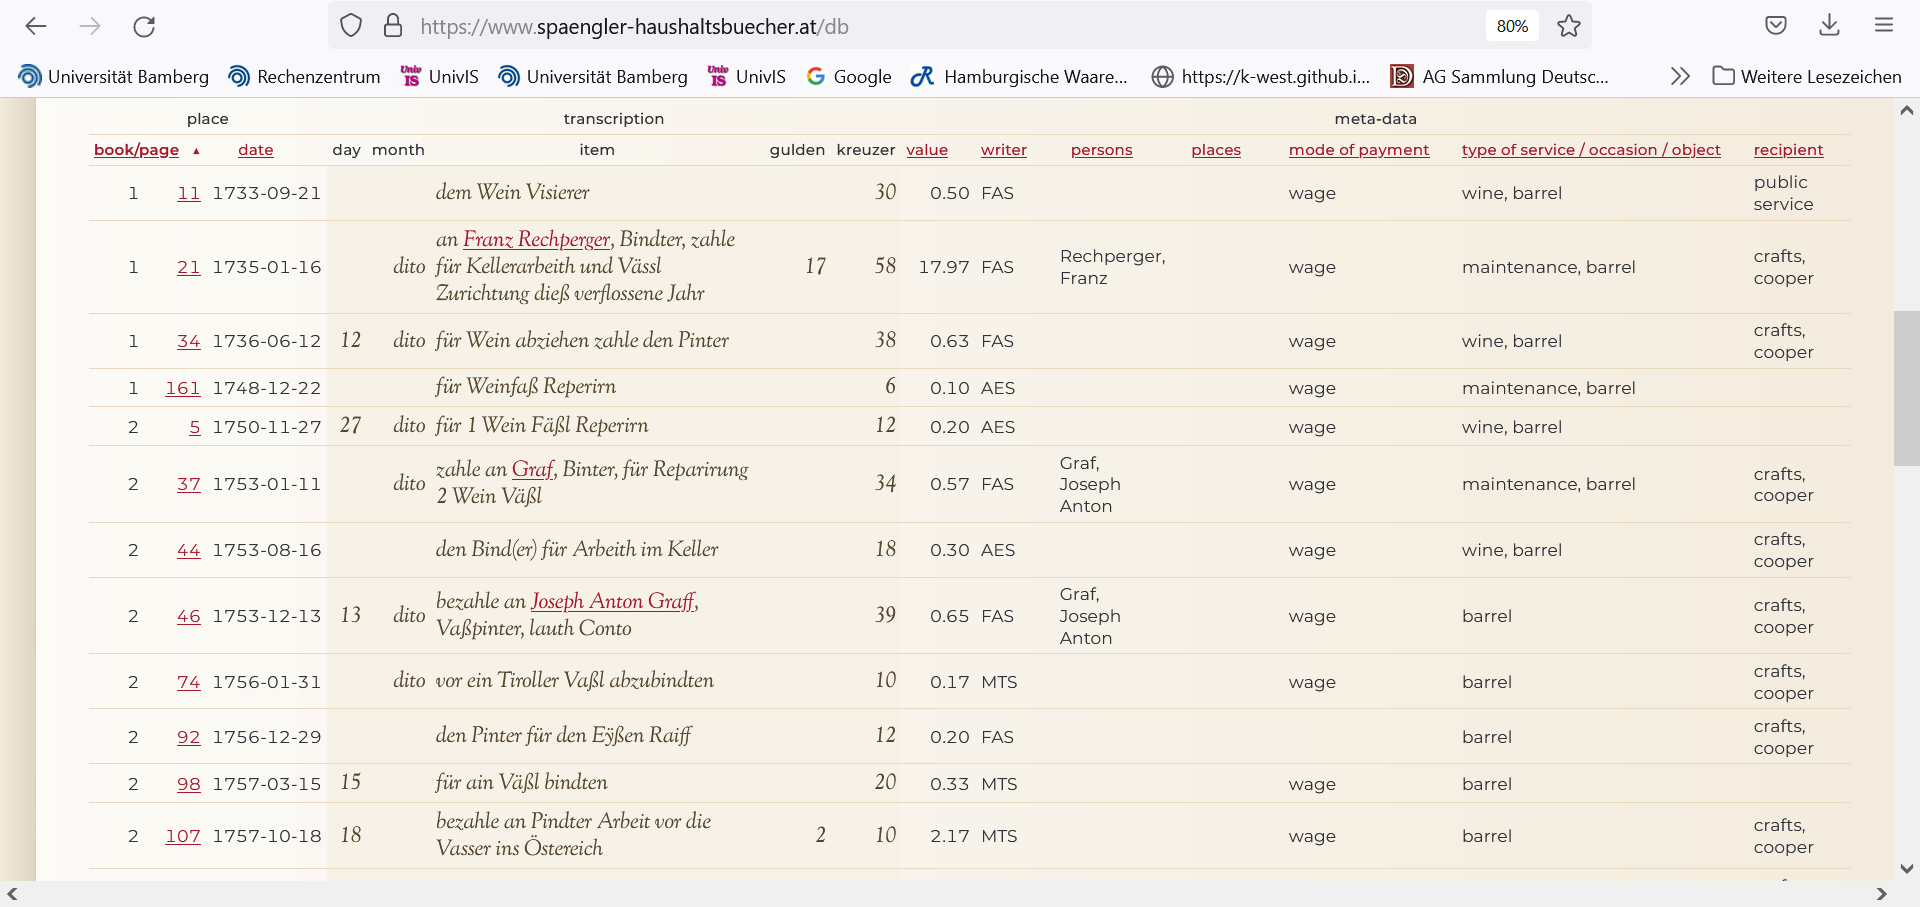 https://www.spaengler-haushaltsbuecher.at/db 80%
Universität Bamberg Rechenzentrum UnivIS Universität Bamberg UnivIS Google Hamburgische Waare... https://k-west.github.i... AG Sammlung Deutsc... Weitere Lesezeichen
place transcription meta-data
book/page ▲ date day month item gulden kreuzer value writer persons places mode of payment type of service / occasion / object recipient
1 11 1733-09-21 dem Wein Visierer 30 0.50 FAS wage wine, barrel public
service
an Franz Rechperger, Bindter, zahle
1 21 1735-01-16 dito für Kellerarbeith und Vässl 17 58 17.97 FAS Rechperger,
Franz wage maintenance, barrel crafts,
cooper
Zurichtung dieß verflossene Jahr
1 34 1736-06-12 12 dito für Wein abziehen zahle den Pinter 38 0.63 FAS wage wine, barrel crafts,
cooper
1 161 1748-12-22 für Weinfaß Reperirn 6 0.10 AES wage maintenance, barrel
2 5 1750-11-27 27 dito für 1 Wein Fäßl Reperirn 12 0.20 AES wage wine, barrel
2 37 1753-01-11 dito zahle an Graf, Binter, für Reparirung
2 Wein Väßl 34 0.57 FAS Graf,
Joseph
Anton wage maintenance, barrel crafts,
cooper
2 44 1753-08-16 den Bind(er) für Arbeith im Keller 18 0.30 AES wage wine, barrel crafts,
cooper
2 46 1753-12-13 13 dito bezahle an Joseph Anton Graff,
Vaßpinter, lauth Conto 39 0.65 FAS Graf,
Joseph
Anton wage barrel crafts,
cooper
2 74 1756-01-31 dito vor ein Tiroller Vaßl abzubindten 10 0.17 MTS wage barrel crafts,
cooper
2 92 1756-12-29 den Pinter für den Eÿßen Raiff 12 0.20 FAS barrel crafts,
cooper
2 98 1757-03-15 15 für ain Väßl bindten 20 0.33 MTS wage barrel
2 107 1757-10-18 18 bezahle an Pindter Arbeit vor die
Vasser ins Östereich 2 10 2.17 MTS wage barrel crafts,
cooper